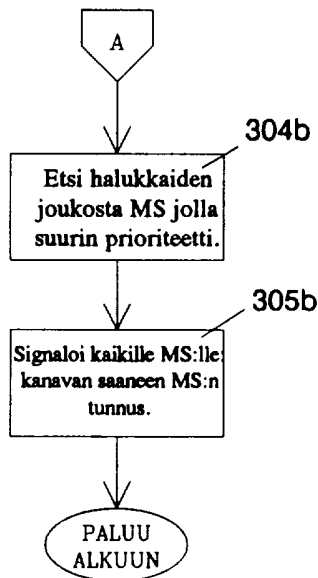 A
304b
Etsi halukkaiden
joukosta MS jolla
suurin prioriteetti.
305b
Signaloi kaikille MS:lle:
kanavan saaneen MS:n
tunnus.
PALUU
ALKUUN